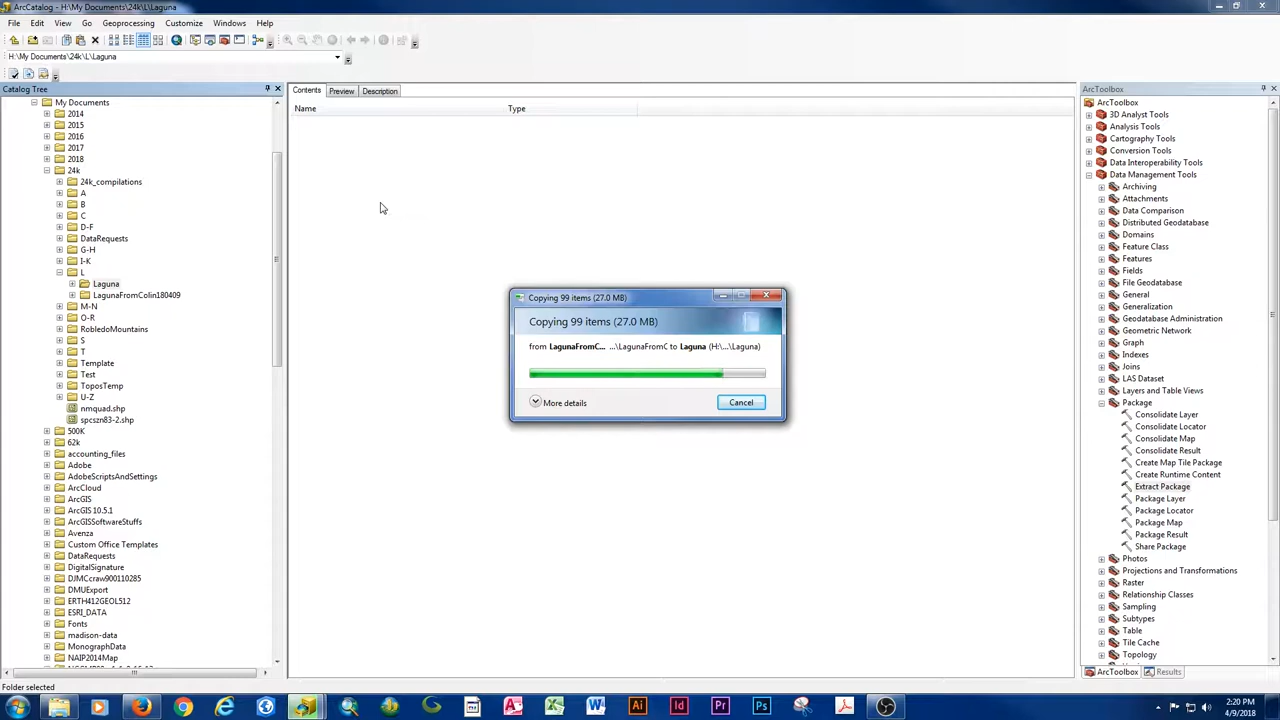 ArcCatalog - H:\My Documents\24k\L\Laguna
File Edit View Go Geoprocessing Customize Windows Help
H:\My Documents\24k\L\Laguna
Catalog Tree
My Documents
2014
2015
2016
2017
2018
24k
24k_compilations
A
B
C
D-F
DataRequests
G-H
I-K
L
Laguna
LagunaFromColin180409
M-N
O-R
RobledoMountains
S
T
Template
Test
ToposTemp
U-Z
nmquad.shp
spcszn83-2.shp
500K
62k
accounting_files
Adobe
AdobeScriptsAndSettings
ArcCloud
ArcGIS
ArcGIS 10.5.1
ArcGISSoftwareStuffs
Avenza
Custom Office Templates
DataRequests
DigitalSignature
DJMCcraw900110285
DMUExport
ERTH412GEOL512
ESRI_DATA
Fonts
madison-data
MonographData
NAIP2014Map
Folder selected
Contents Preview Description
Name Type
Copying 99 items (27.0 MB)
Copying 99 items (27.0 MB)
from LagunaFromC... ...\LagunaFromC to Laguna (H:\...\Laguna)
More details Cancel
ArcToolbox
ArcToolbox
3D Analyst Tools
Analysis Tools
Cartography Tools
Conversion Tools
Data Interoperability Tools
Data Management Tools
Archiving
Attachments
Data Comparison
Distributed Geodatabase
Domains
Feature Class
Features
Fields
File Geodatabase
General
Generalization
Geodatabase Administration
Geometric Network
Graph
Indexes
Joins
LAS Dataset
Layers and Table Views
Package
Consolidate Layer
Consolidate Locator
Consolidate Map
Consolidate Result
Create Map Tile Package
Create Runtime Content
Extract Package
Package Layer
Package Locator
Package Map
Package Result
Share Package
Photos
Projections and Transformations
Raster
Relationship Classes
Sampling
Subtypes
Table
Tile Cache
Topology
ArcToolbox Results
2:20 PM
4/9/2018